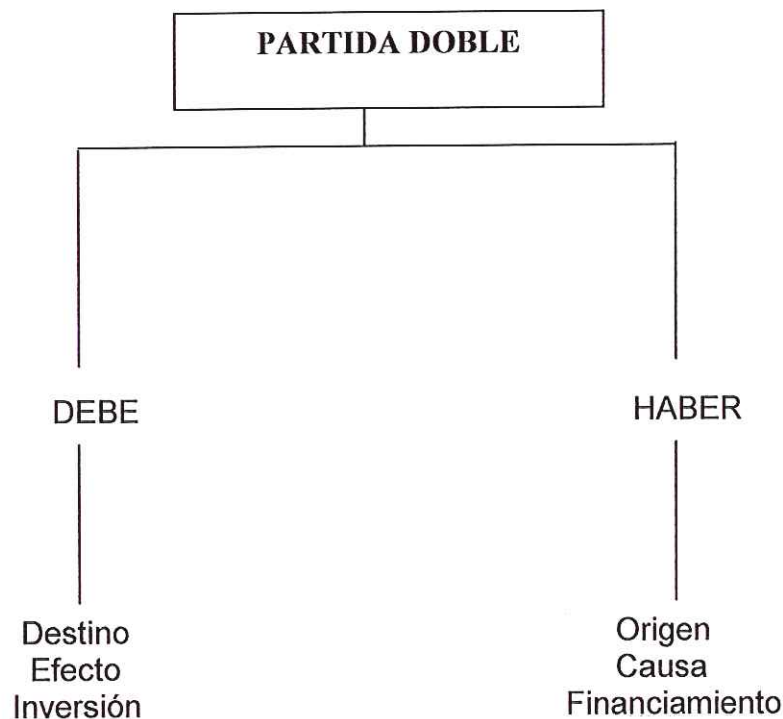 PARTIDA DOBLE
DEBE
HABER
Destino
Efecto
Inversión
Origen
Causa
Financiamiento